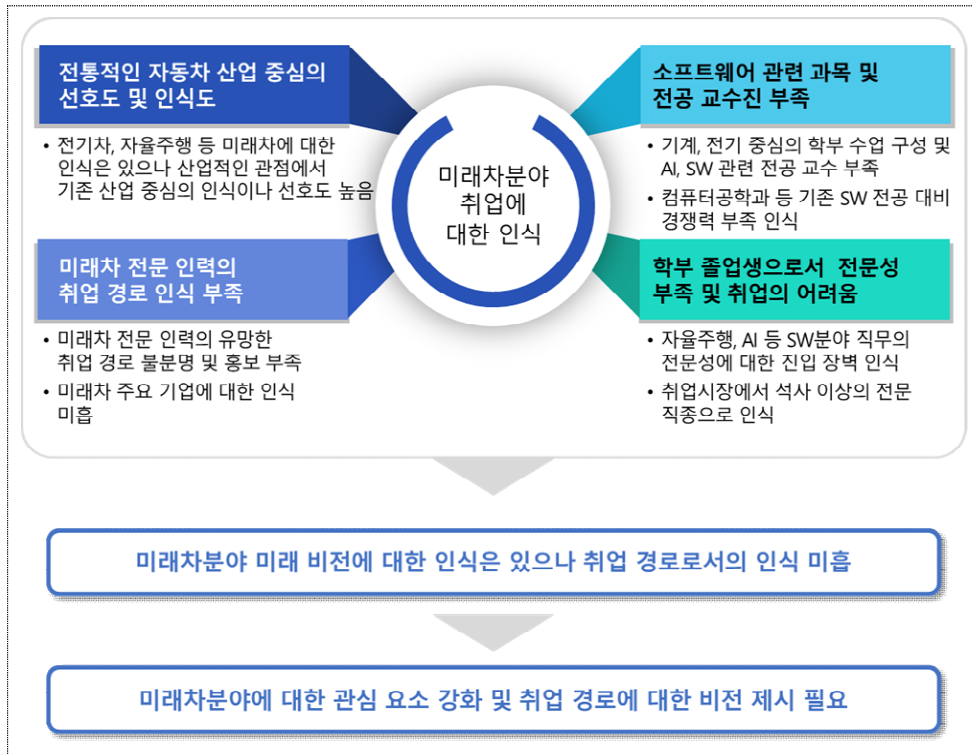 전통적인 자동차 산업 중심의
선호도 및 인식도
• 전기차, 자율주행 등 미래차에 대한
인식은 있으나 산업적인 관점에서
기존 산업 중심의 인식이나 선호도 높음
소프트웨어 관련 과목 및
전공 교수진 부족
• 기계, 전기 중심의 학부 수업 구성 및
AI, SW 관련 전공 교수 부족
• 컴퓨터공학과 등 기존 SW 전공 대비
경쟁력 부족 인식
미래차분야
취업에
대한 인식
미래차 전문 인력의
취업 경로 인식 부족
• 미래차 전문 인력의 유망한
취업 경로 불분명 및 홍보 부족
• 미래차 주요 기업에 대한 인식
미흡
학부 졸업생으로서 전문성
부족 및 취업의 어려움
• 자율주행, AI 등 SW분야 직무의
전문성에 대한 진입 장벽 인식
• 취업시장에서 석사 이상의 전문
직종으로 인식
미래차분야 미래 비전에 대한 인식은 있으나 취업 경로로서의 인식 미흡
미래차분야에 대한 관심 요소 강화 및 취업 경로에 대한 비전 제시 필요